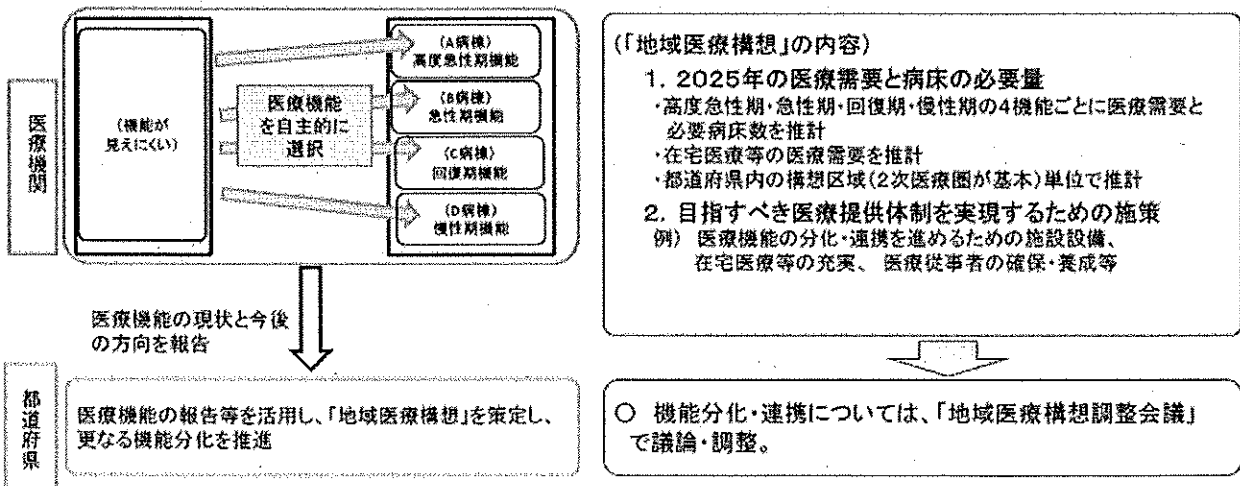 医療機関
(機能が
見えにくい)
医療機能
を自主的に
選択
(A病棟)
高度急性期機能
(B病棟)
急性期機能
(C病棟)
回復期機能
(D病棟)
慢性期機能
医療機能の現状と今後
の方向を報告
都道府県
医療機能の報告等を活用し、「地域医療構想」を策定し、
更なる機能分化を推進
(「地域医療構想」の内容)
1. 2025年の医療需要と病床の必要量
・高度急性期・急性期・回復期・慢性期の4機能ごとに医療需要と
必要病床数を推計
・在宅医療等の医療需要を推計
・都道府県内の構想区域(2次医療圏が基本)単位で推計
2. 目指すべき医療提供体制を実現するための施策
例) 医療機能の分化・連携を進めるための施設設備、
在宅医療等の充実、 医療従事者の確保・養成等
○ 機能分化・連携については、「地域医療構想調整会議」
で議論・調整。